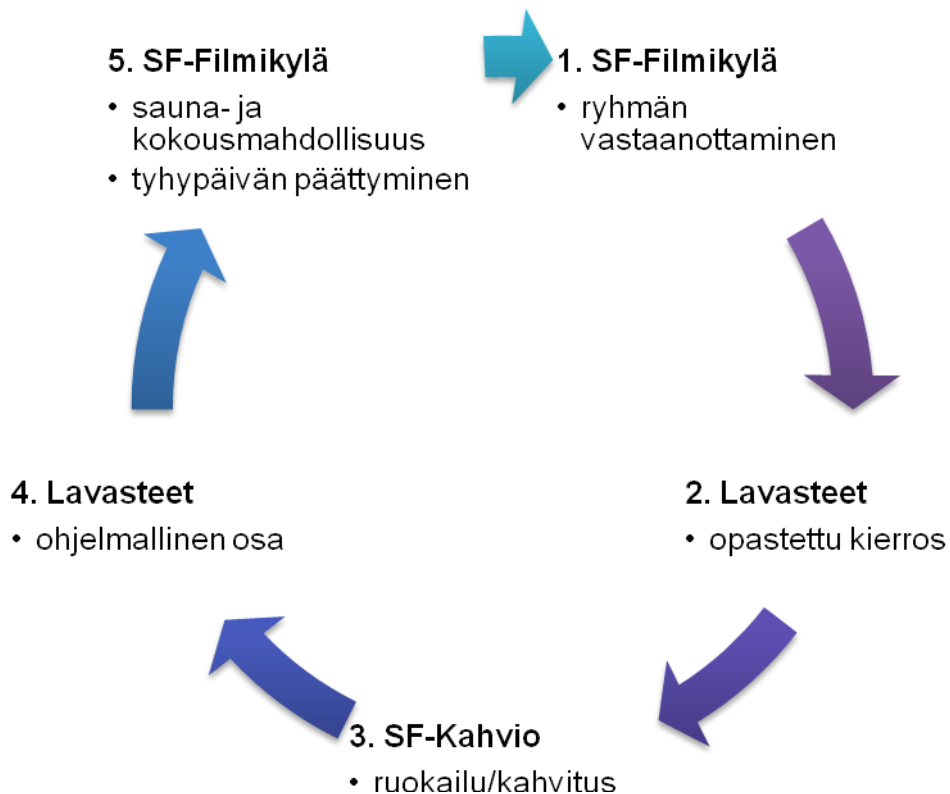 1. SF-Filmikylä
• ryhmän
vastaanottaminen
2. Lavasteet
• opastettu kierros
3. SF-Kahvio
• ruokailu/kahvitus
4. Lavasteet
• ohjelmallinen osa
5. SF-Filmikylä
• sauna- ja
kokousmahdollisuus
• tyhypäivän päättyminen